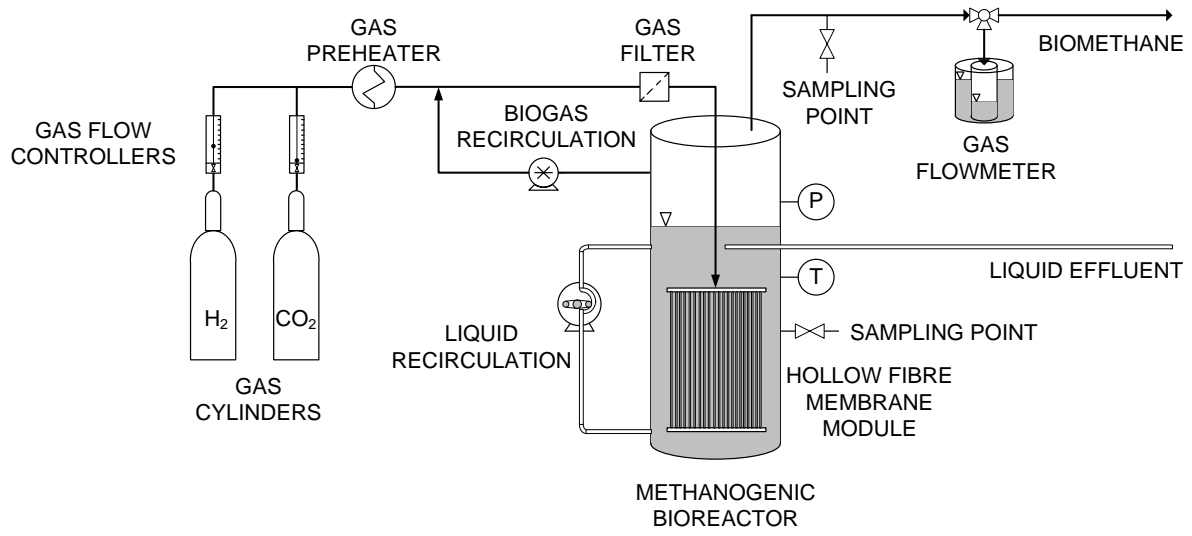 GAS
PREHEATER
GAS
FILTER
BIOMETHANE
SAMPLING
POINT
GAS
FLOWMETER
GAS FLOW
CONTROLLERS
BIOGAS
RECIRCULATION
P
LIQUID EFFLUENT
T
H₂
CO₂
LIQUID
RECIRCULATION
SAMPLING POINT
HOLLOW FIBRE
MEMBRANE
MODULE
GAS
CYLINDERS
METHANOGENIC
BIOREACTOR